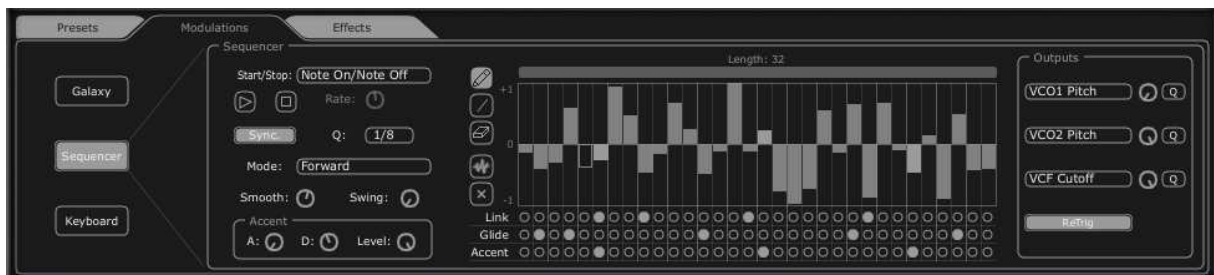 Presets
Modulations
Effects
Galaxy
Sequencer
Keyboard
Sequencer
Start/Stop: Note On/Note Off
Rate:
Sync. Q: 1/8
Mode: Forward
Smooth: Swing:
Accent
A: D: Level:
Length: 32
+1
0
-1
Link
Glide
Accent
Outputs
VCO1 Pitch Q
VCO2 Pitch Q
VCF Cutoff Q
ReTrig